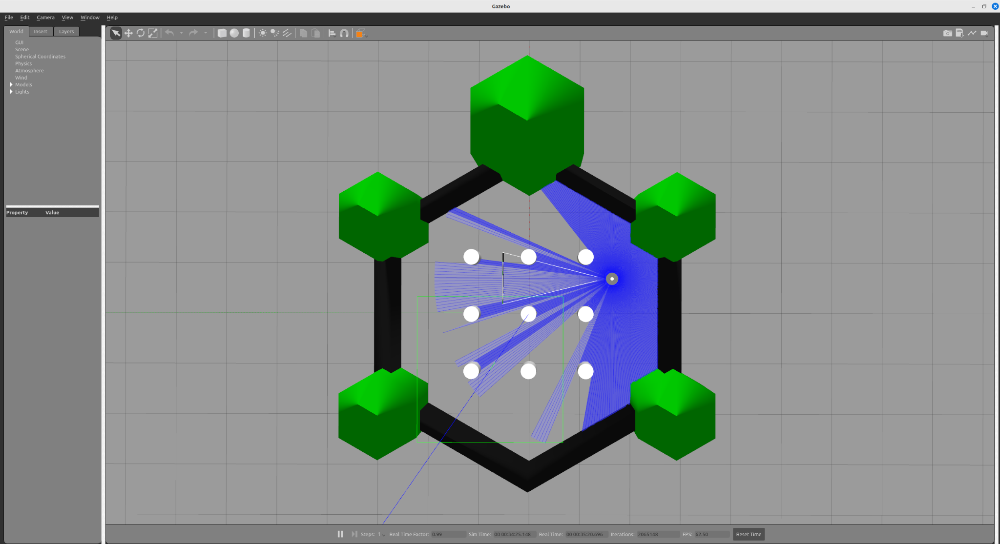 Gazebo
File Edit Camera View Window Help
World Insert Layers
GUI
Scene
Spherical Coordinates
Physics
Atmosphere
Wind
Models
Lights
Property Value
LOG
Steps: 1 Real Time Factor: 0.99 Sim Time: 00 00:34:25.148 Real Time: 00 00:35:20.696 Iterations: 2065148 FPS: 62.50 Reset Time